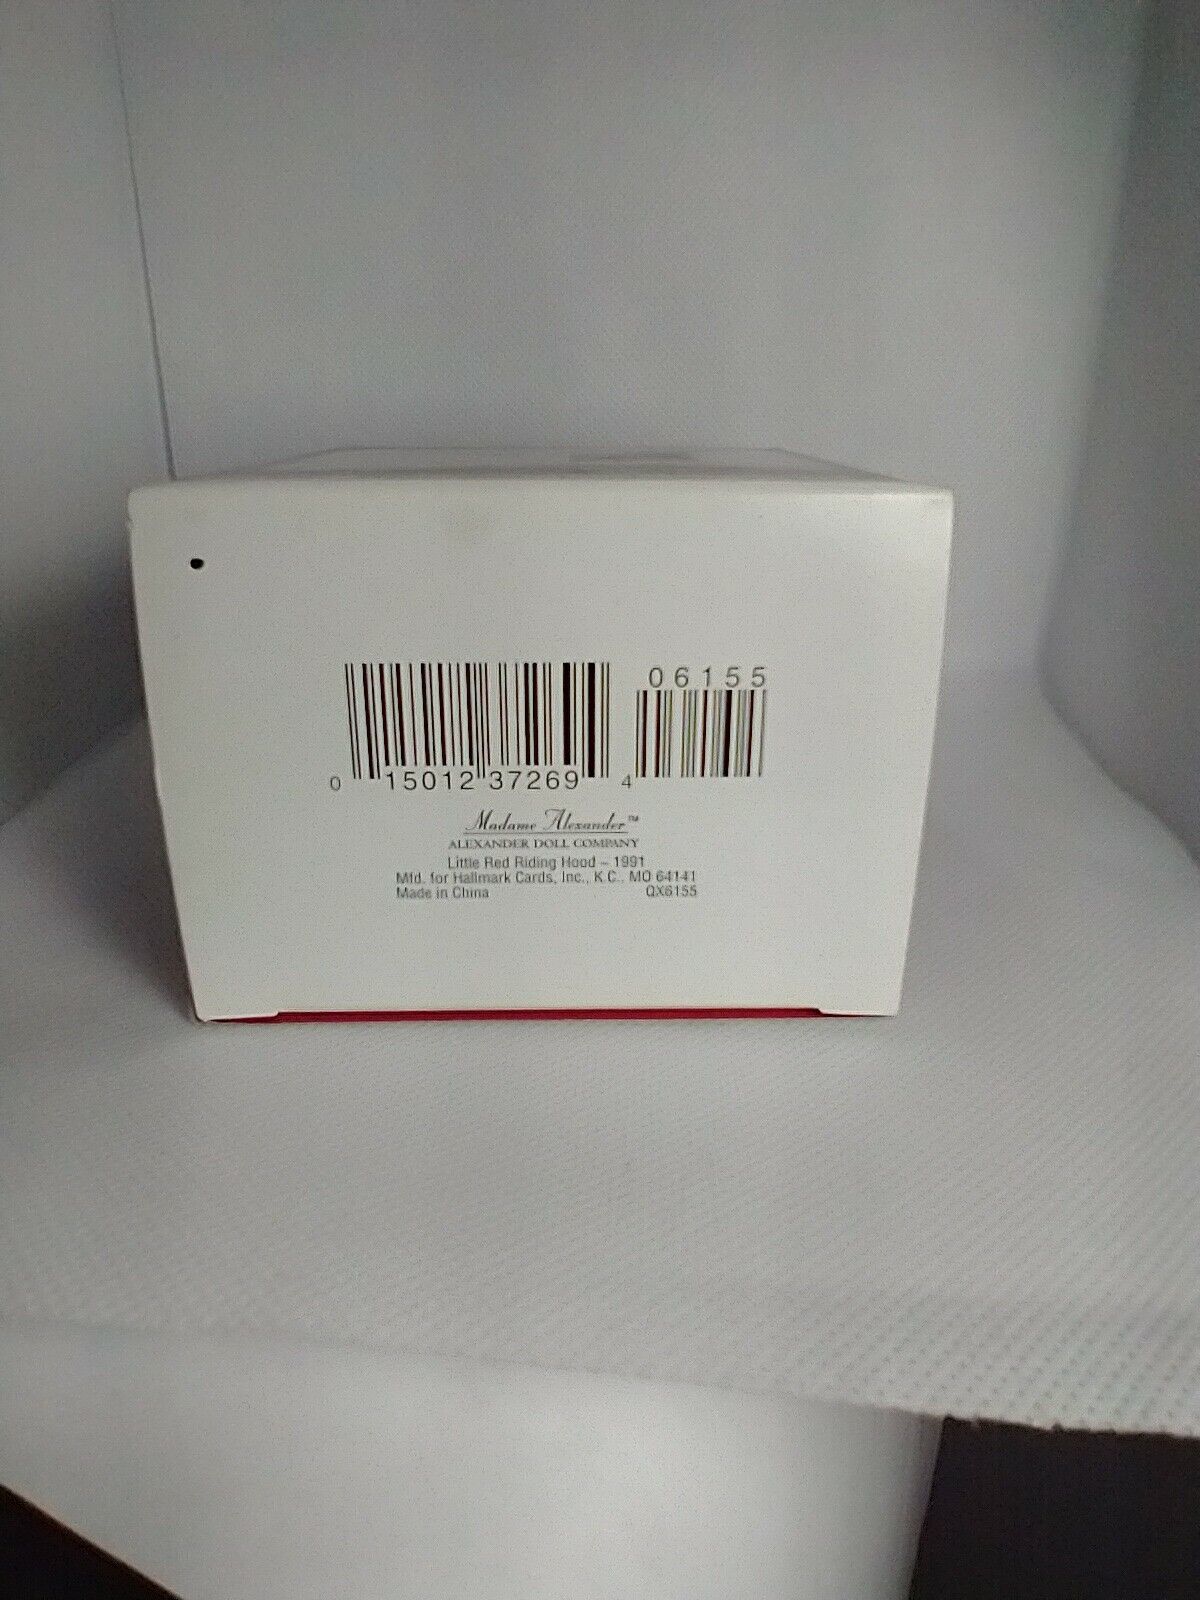 06155
0 15012 37269 4
Madame Alexander™
ALEXANDER DOLL COMPANY
Little Red Riding Hood – 1991
Mfd. for Hallmark Cards, Inc., K.C., MO 64141
Made in China QX6155